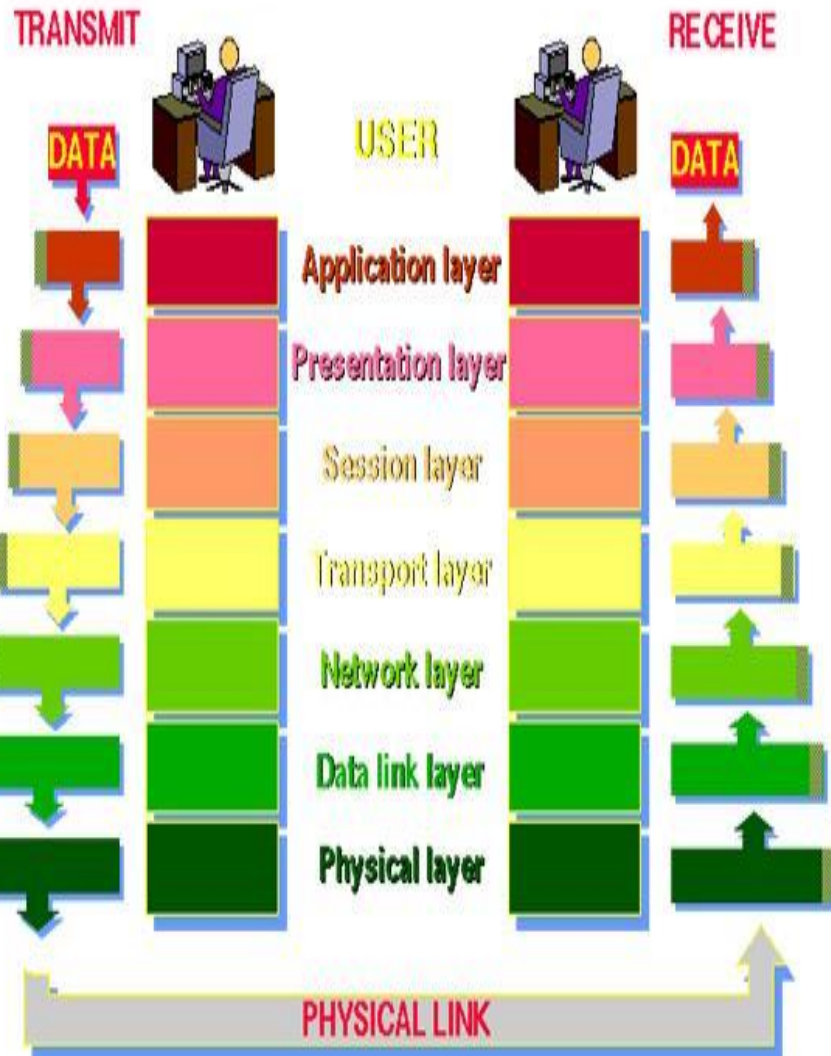 TRANSMIT
RECEIVE
USER
DATA
DATA
Application layer
Presentation layer
Session layer
Transport layer
Network layer
Data link layer
Physical layer
PHYSICAL LINK